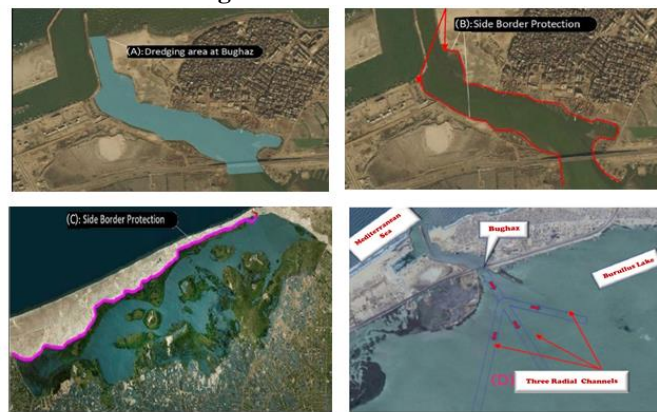 (A): Dredging area at Bughaz
(B): Side Border Protection
(C): Side Border Protection
Mediterranean
Sea
Bughaz
Burullus Lake
Three Radial Channels
(D)